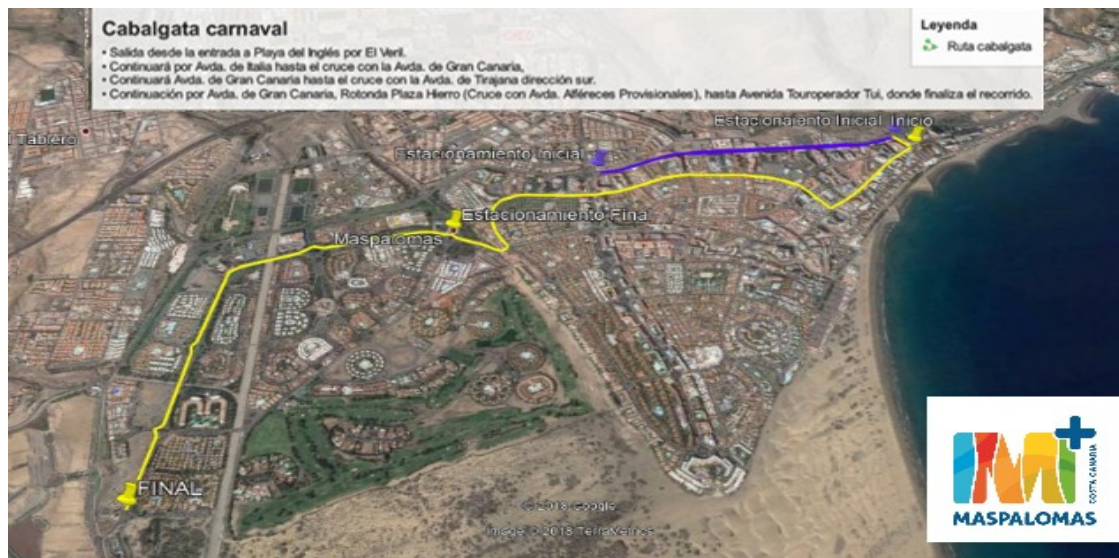 Cabalgata carnaval
• Salida desde la entrada a Playa del Inglés por El Veril.
• Continuará por Avda. de Italia hasta el cruce con la Avda. de Gran Canaria,
• Continuará Avda. de Gran Canaria hasta el cruce con la Avda. de Tirajana dirección sur.
• Continuación por Avda. de Gran Canaria, Rotonda Plaza Hierro (Cruce con Avda. Alféreces Provisionales), hasta Avenida Touroperador Tui, donde finaliza el recorrido.
Leyenda
Ruta cabalgata
l Tablero
Estacionamiento Inicial
Estacionaiento Inicial Inicio
Estacionamiento Fina
Maspalomas
FINAL
© 2018 Google
Image © 2018 TerraMetrics
COSTA CANARIA
MASPALOMAS